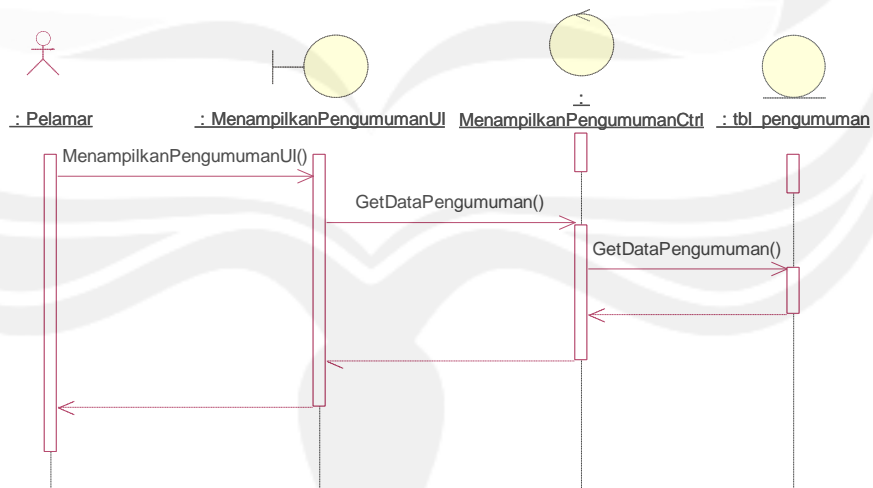 : Pelamar
: MenampilkanPengumumanUI
:
MenampilkanPengumumanCtrl
: tbl_pengumuman
MenampilkanPengumumanUI()
GetDataPengumuman()
GetDataPengumuman()